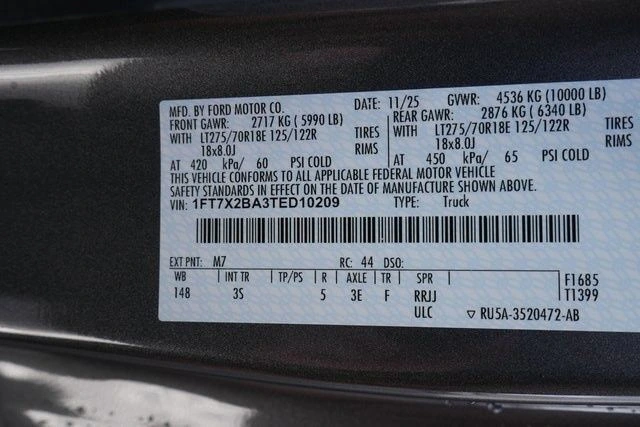 MFD. BY FORD MOTOR CO. DATE: 11/25 GVWR: 4536 KG (10000 LB)
FRONT GAWR: 2717 KG ( 5990 LB) REAR GAWR: 2876 KG ( 6340 LB)
WITH LT275/70R18E 125/122R TIRES WITH LT275/70R18E 125/122R TIRES
18x8.0J RIMS 18x8.0J RIMS
AT 420 kPa/ 60 PSI COLD AT 450 kPa/ 65 PSI COLD
THIS VEHICLE CONFORMS TO ALL APPLICABLE FEDERAL MOTOR VEHICLE
SAFETY STANDARDS IN EFFECT ON THE DATE OF MANUFACTURE SHOWN ABOVE.
VIN: 1FT7X2BA3TED10209 TYPE: Truck
EXT PNT: M7 RC: 44 DSO:
WB INT TR TP/PS R AXLE TR SPR F1685
148 3S 5 3E F RRJJ T1399
ULC ▽ RU5A-3520472-AB